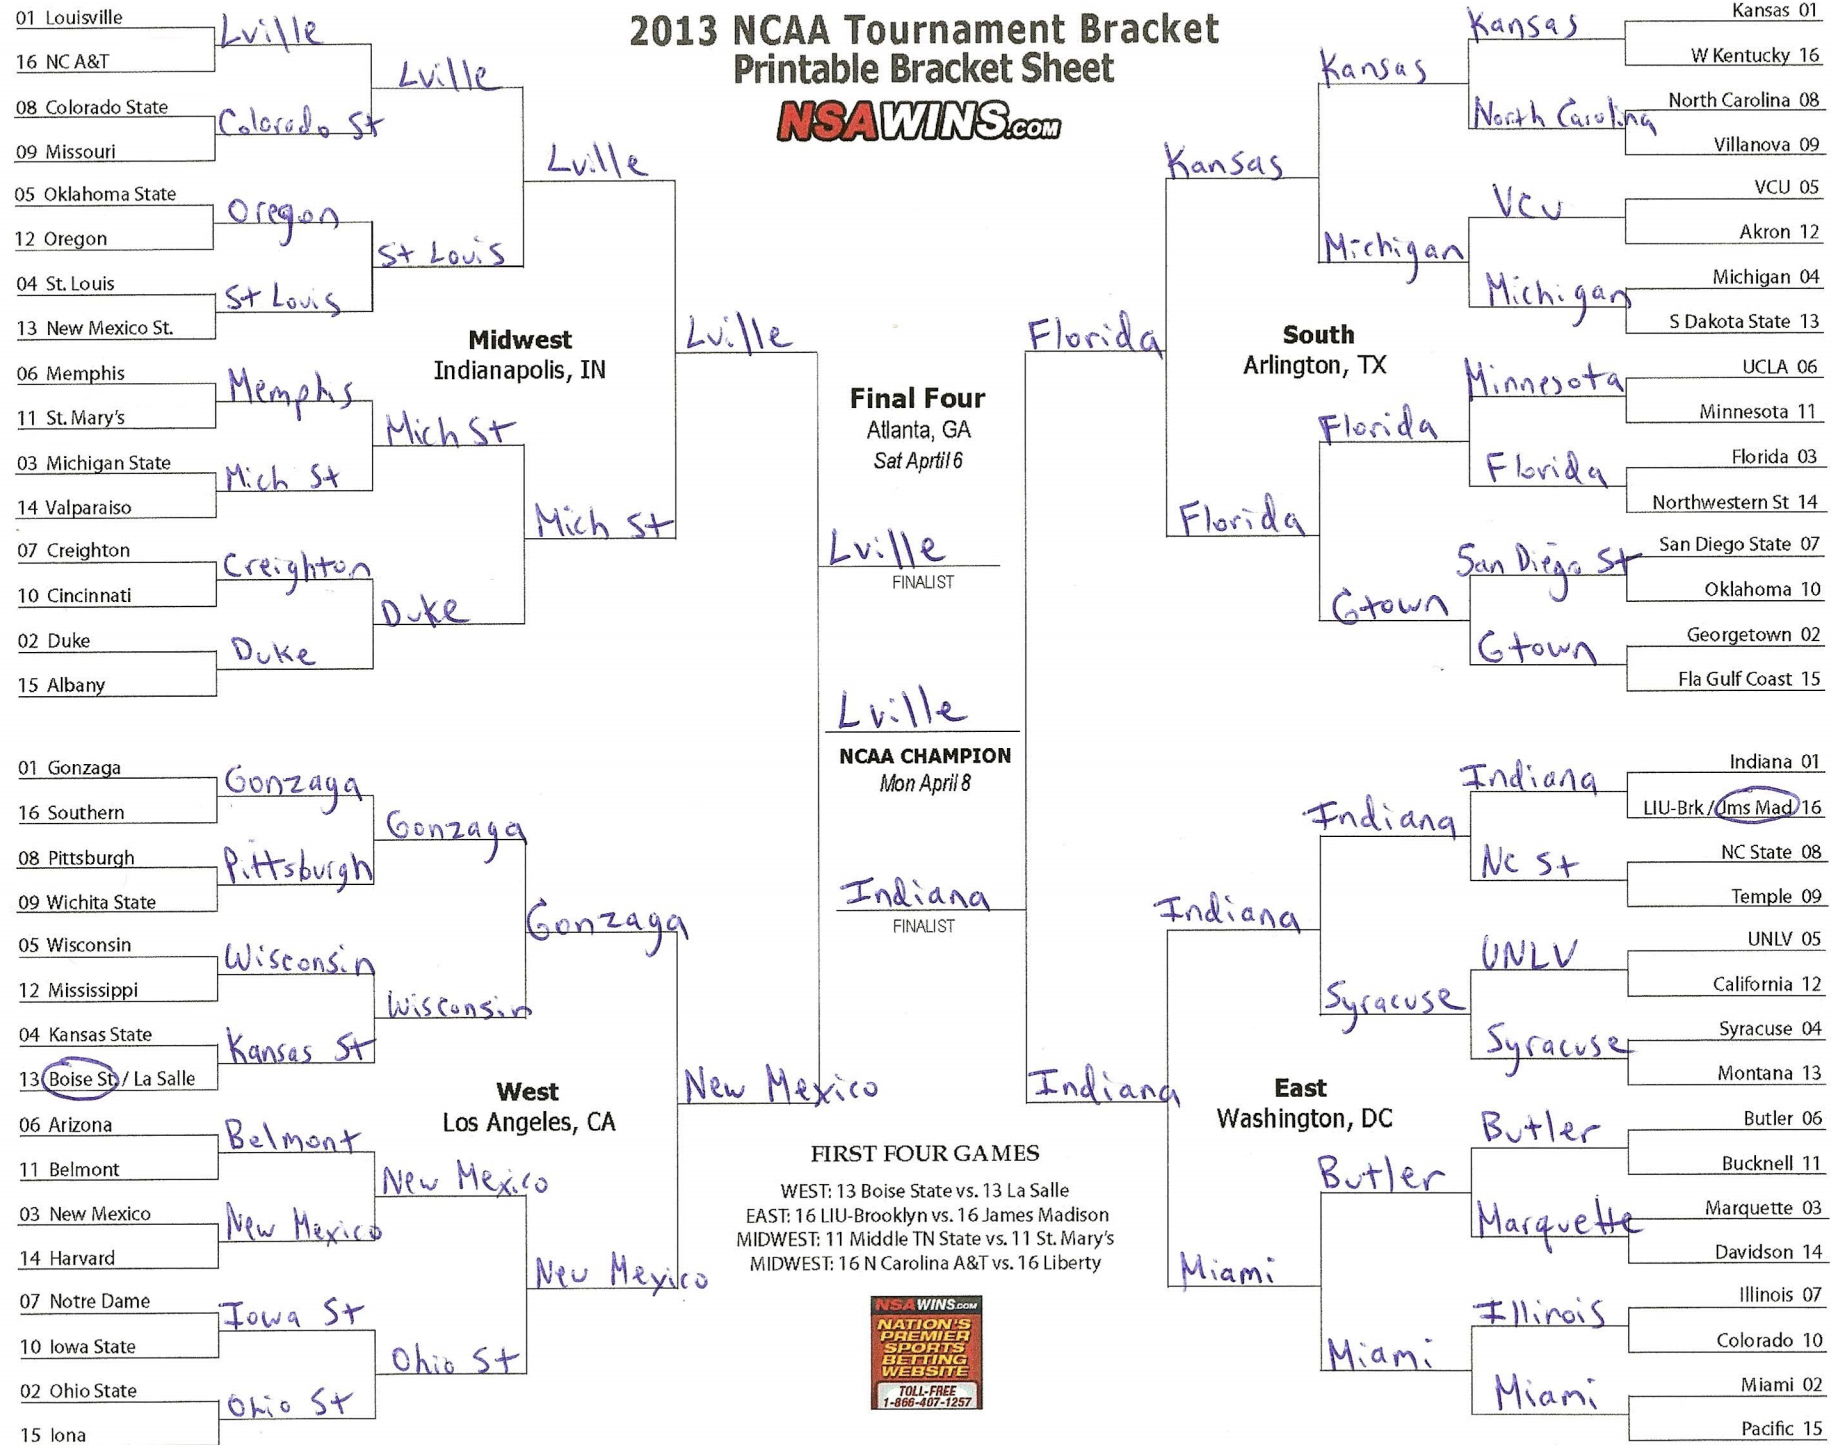 2013 NCAA Tournament Bracket
Printable Bracket Sheet
NSAWINS.COM
01 Louisville
16 NC A&T
08 Colorado State
09 Missouri
05 Oklahoma State
12 Oregon
04 St. Louis
13 New Mexico St.
06 Memphis
11 St. Mary's
03 Michigan State
14 Valparaiso
07 Creighton
10 Cincinnati
02 Duke
15 Albany
Lville
Colorado St
Oregon
St Louis
Memphis
Mich St
Creighton
Duke
Lville
St Louis
Mich St
Duke
Lville
Mich St
Lville
Midwest
Indianapolis, IN
01 Gonzaga
16 Southern
08 Pittsburgh
09 Wichita State
05 Wisconsin
12 Mississippi
04 Kansas State
13 Boise St / La Salle
06 Arizona
11 Belmont
03 New Mexico
14 Harvard
07 Notre Dame
10 Iowa State
02 Ohio State
15 Iona
Gonzaga
Pittsburgh
Wisconsin
Kansas St
Belmont
New Mexico
Iowa St
Ohio St
Gonzaga
Wisconsin
New Mexico
Ohio St
Gonzaga
New Mexico
New Mexico
West
Los Angeles, CA
Final Four
Atlanta, GA
Sat Aprtil 6
Lville
FINALIST
Lville
NCAA CHAMPION
Mon April 8
Indiana
FINALIST
Kansas 01
W Kentucky 16
North Carolina 08
Villanova 09
VCU 05
Akron 12
Michigan 04
S Dakota State 13
UCLA 06
Minnesota 11
Florida 03
Northwestern St 14
San Diego State 07
Oklahoma 10
Georgetown 02
Fla Gulf Coast 15
Kansas
North Carolina
VCU
Michigan
Minnesota
Florida
San Diego St
Gtown
Kansas
Michigan
Florida
Gtown
Kansas
Florida
Florida
South
Arlington, TX
Indiana 01
LIU-Brk / Jms Mad 16
NC State 08
Temple 09
UNLV 05
California 12
Syracuse 04
Montana 13
Butler 06
Bucknell 11
Marquette 03
Davidson 14
Illinois 07
Colorado 10
Miami 02
Pacific 15
Indiana
NC St
UNLV
Syracuse
Butler
Marquette
Illinois
Miami
Indiana
Syracuse
Butler
Miami
Indiana
Miami
Indiana
East
Washington, DC
FIRST FOUR GAMES
WEST: 13 Boise State vs. 13 La Salle
EAST: 16 LIU-Brooklyn vs. 16 James Madison
MIDWEST: 11 Middle TN State vs. 11 St. Mary's
MIDWEST: 16 N Carolina A&T vs. 16 Liberty
NSAWINS.COM
NATION'S
PREMIER
SPORTS
BETTING
WEBSITE
TOLL-FREE
1-866-407-1257